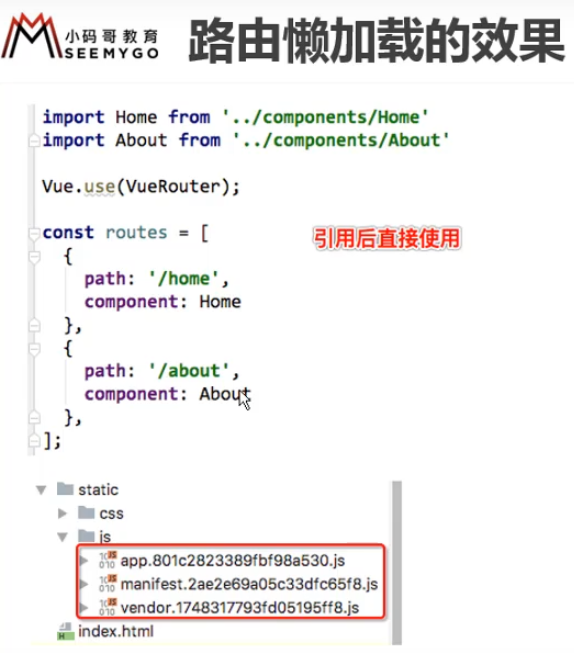 小码哥教育
SEEMYGO
路由懒加载的效果
import Home from '../components/Home'
import About from '../components/About'
Vue.use(VueRouter);
const routes = [
引用后直接使用
{
path: '/home',
component: Home
},
{
path: '/about',
component: About
},
];
static
css
js
app.801c2823389fbf98a530.js
manifest.2ae2e69a05c33dfc65f8.js
vendor.1748317793fd05195ff8.js
index.html